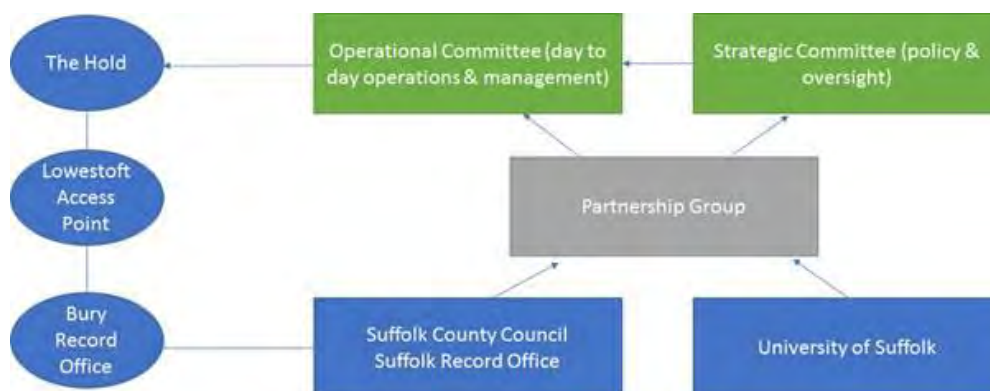 The Hold
Operational Committee (day to
day operations & management)
Strategic Committee (policy &
oversight)
Lowestoft
Access
Point
Partnership Group
Bury
Record
Office
Suffolk County Council
Suffolk Record Office
University of Suffolk